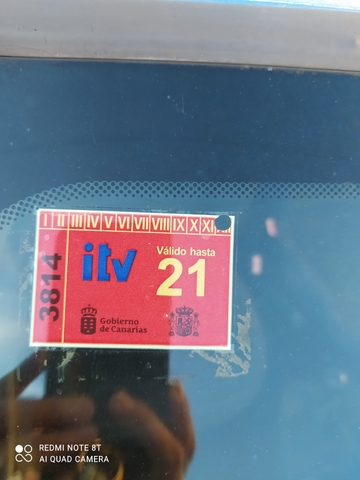 I II III IV V VI VII VIII IX X XI
3814
itv
Válido hasta
21
Gobierno
de Canarias
REDMI NOTE 8T
AI QUAD CAMERA